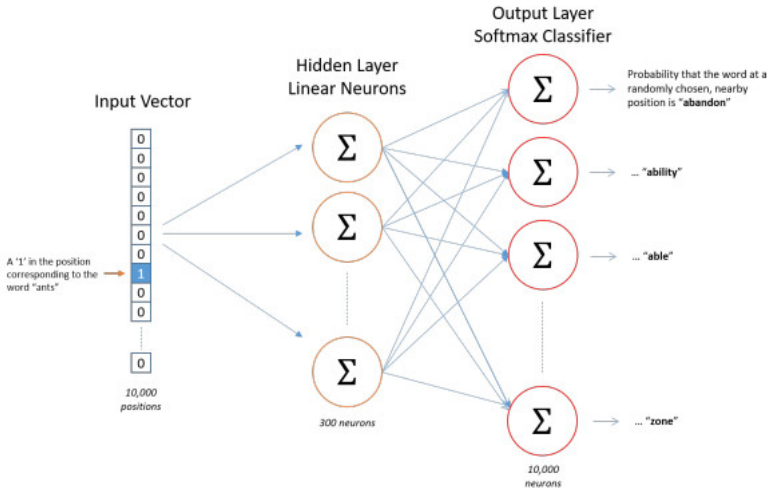 Output Layer
Softmax Classifier
Hidden Layer
Linear Neurons
Input Vector
Probability that the word at a
randomly chosen, nearby
position is “abandon”
Σ
Σ
Σ
Σ
Σ
Σ
Σ
0
0
0
0
0
0
0
1
0
0
0
A ‘1’ in the position
corresponding to the
word “ants”
... “ability”
... “able”
... “zone”
10,000
positions
300 neurons
10,000
neurons